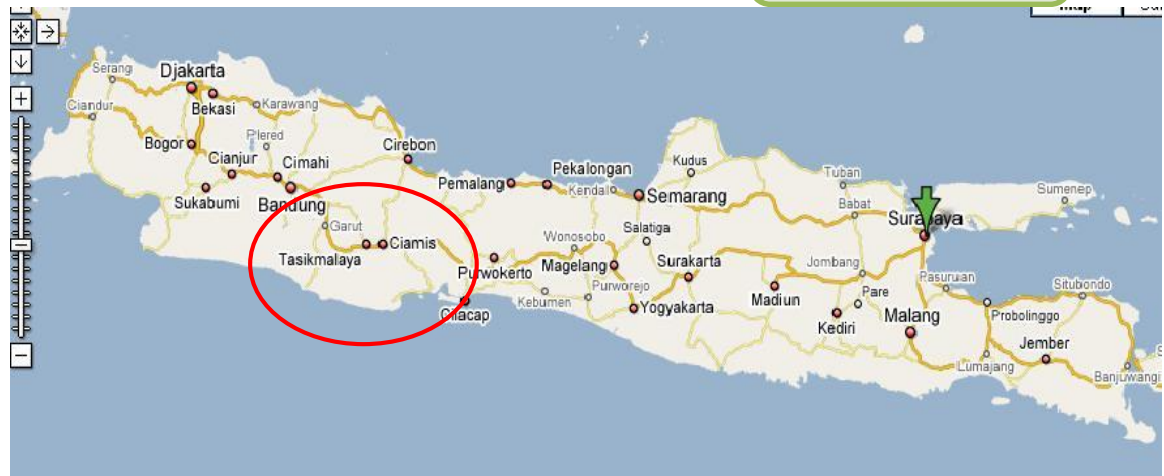 Map
Serang
Djakarta
Ciandur
Bekasi
Karawang
Bogor
Plered
Cianjur
Cimahi
Cirebon
Sukabumi
Bandung
Garut
Tasikmalaya
Ciamis
Pemalang
Pekalongan
Kendal
Kudus
Semarang
Tuban
Babat
Surabaya
Sumenep
Purwokerto
Wonosobo
Salatiga
Magelang
Surakarta
Cilacap
Kebumen
Purworejo
Yogyakarta
Madiun
Jombang
Pare
Kediri
Malang
Pasuruan
Probolinggo
Situbondo
Jember
Lumajang
Banjuwangi